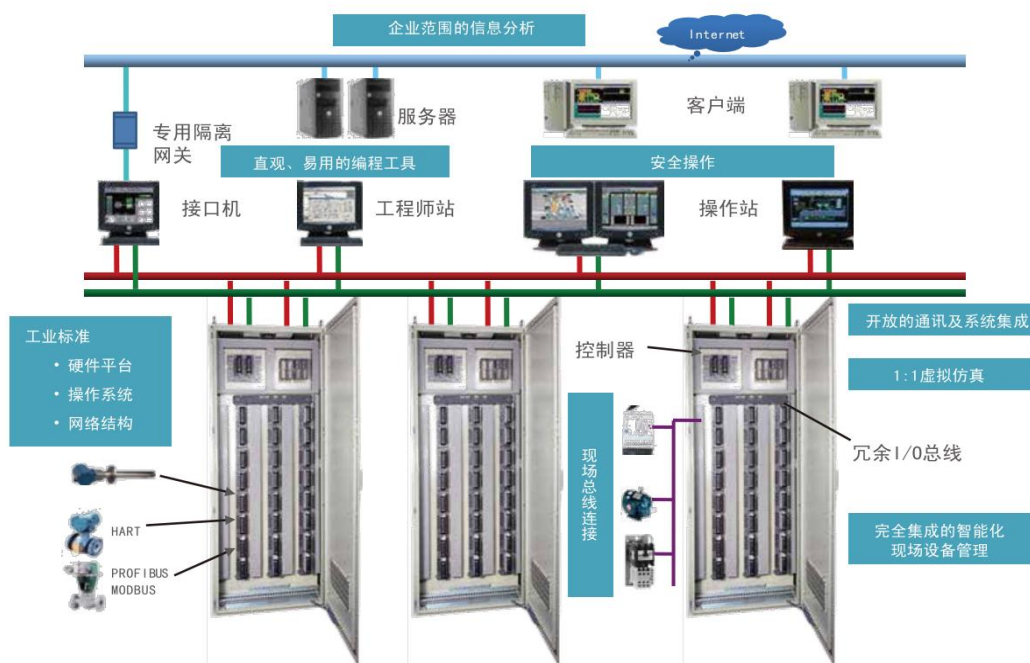 企业范围的信息分析
Internet
服务器
客户端
专用隔离
网关
直观、易用的编程工具
安全操作
接口机
工程师站
操作站
工业标准
• 硬件平台
• 操作系统
• 网络结构
控制器
开放的通讯及系统集成
1:1虚拟仿真
现场总线连接
冗余I/O总线
HART
PROFIBUS
MODBUS
完全集成的智能化
现场设备管理